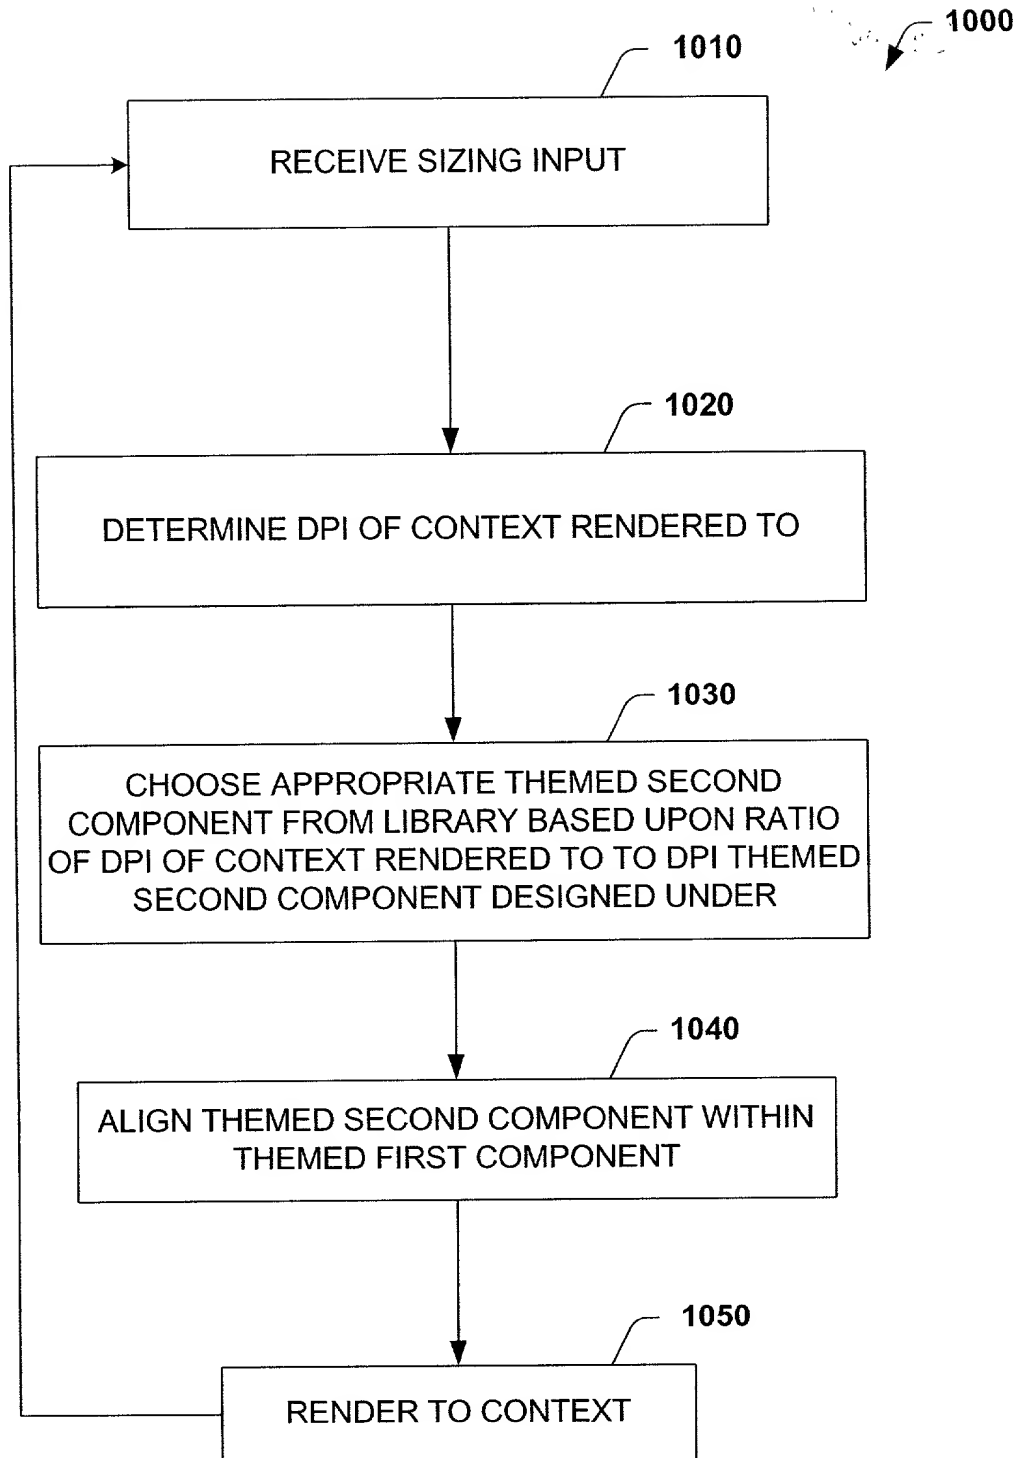 1000
1010
RECEIVE SIZING INPUT
1020
DETERMINE DPI OF CONTEXT RENDERED TO
1030
CHOOSE APPROPRIATE THEMED SECOND
COMPONENT FROM LIBRARY BASED UPON RATIO
OF DPI OF CONTEXT RENDERED TO TO DPI THEMED
SECOND COMPONENT DESIGNED UNDER
1040
ALIGN THEMED SECOND COMPONENT WITHIN
THEMED FIRST COMPONENT
1050
RENDER TO CONTEXT